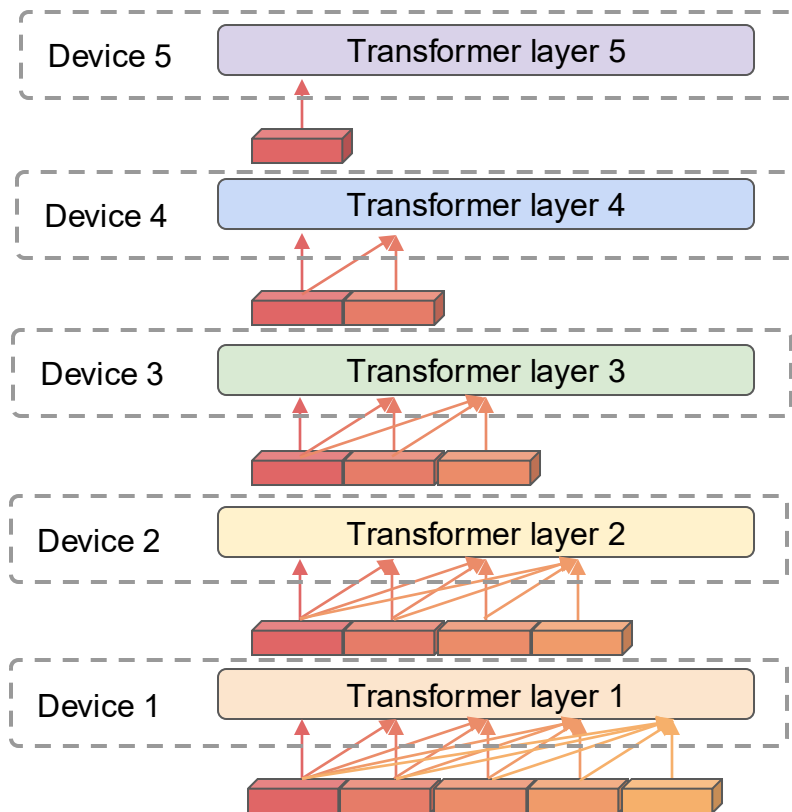 Device 5
Transformer layer 5
Device 4
Transformer layer 4
Device 3
Transformer layer 3
Device 2
Transformer layer 2
Device 1
Transformer layer 1